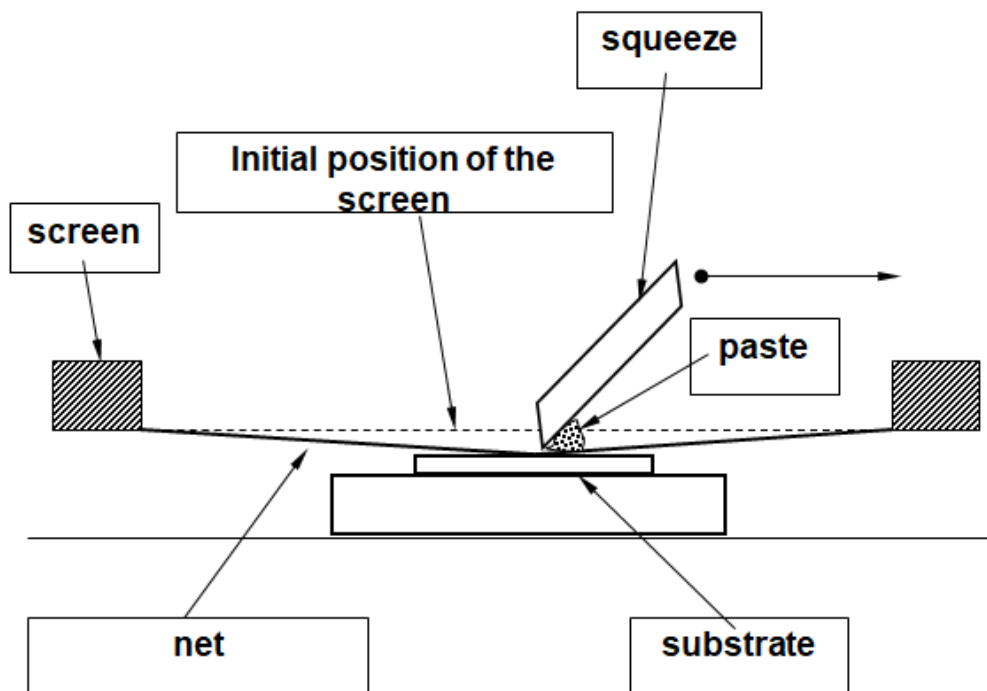 squeeze
Initial position of the
screen
screen
paste
net
substrate